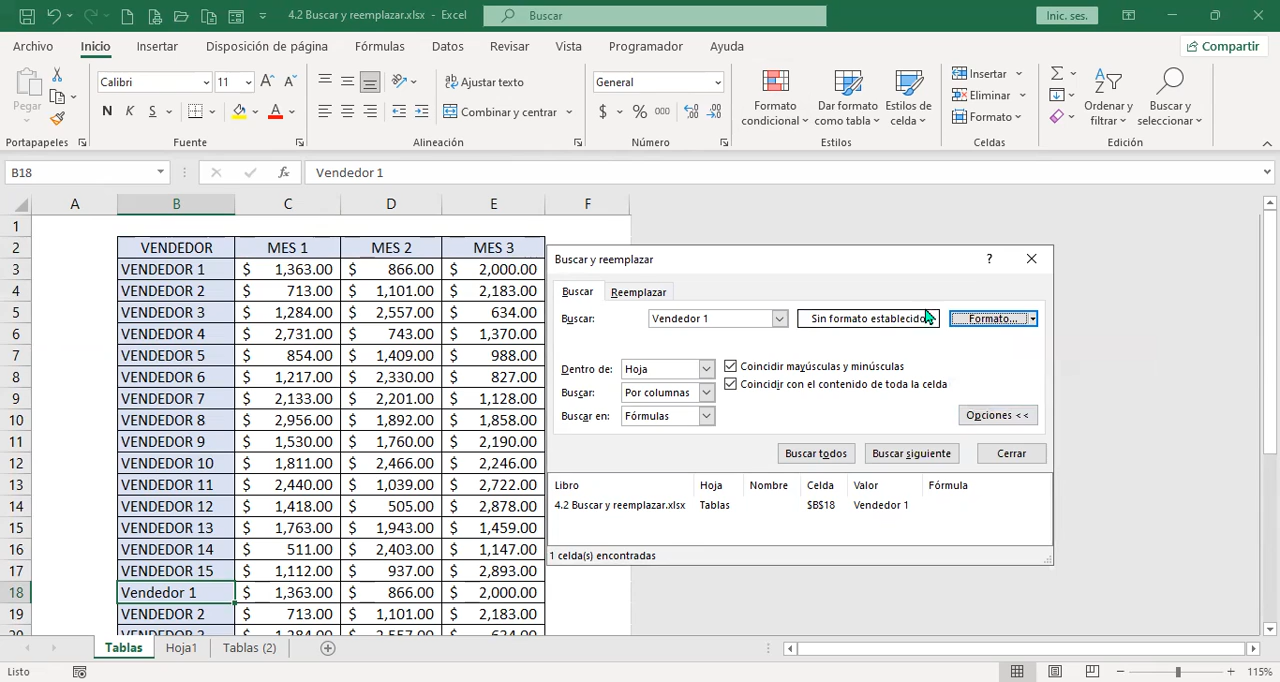 4.2 Buscar y reemplazar.xlsx - Excel
Buscar
Inic. ses.
Archivo Inicio Insertar Disposición de página Fórmulas Datos Revisar Vista Programador Ayuda
Compartir
Pegar
Portapapeles
Calibri 11
N K S
Fuente
Ajustar texto
Combinar y centrar
Alineación
General
$ % 000
Número
Formato condicional
Dar formato como tabla
Estilos de celda
Estilos
Insertar
Eliminar
Formato
Celdas
Ordenar y filtrar
Buscar y seleccionar
Edición
B18 fx Vendedor 1
A B C D E F
1
2 VENDEDOR MES 1 MES 2 MES 3
3 VENDEDOR 1 $ 1,363.00 $ 866.00 $ 2,000.00
4 VENDEDOR 2 $ 713.00 $ 1,101.00 $ 2,183.00
5 VENDEDOR 3 $ 1,284.00 $ 2,557.00 $ 634.00
6 VENDEDOR 4 $ 2,731.00 $ 743.00 $ 1,370.00
7 VENDEDOR 5 $ 854.00 $ 1,409.00 $ 988.00
8 VENDEDOR 6 $ 1,217.00 $ 2,330.00 $ 827.00
9 VENDEDOR 7 $ 2,133.00 $ 2,201.00 $ 1,128.00
10 VENDEDOR 8 $ 2,956.00 $ 1,892.00 $ 1,858.00
11 VENDEDOR 9 $ 1,530.00 $ 1,760.00 $ 2,190.00
12 VENDEDOR 10 $ 1,811.00 $ 2,466.00 $ 2,246.00
13 VENDEDOR 11 $ 2,440.00 $ 1,039.00 $ 2,722.00
14 VENDEDOR 12 $ 1,418.00 $ 505.00 $ 2,878.00
15 VENDEDOR 13 $ 1,763.00 $ 1,943.00 $ 1,459.00
16 VENDEDOR 14 $ 511.00 $ 2,403.00 $ 1,147.00
17 VENDEDOR 15 $ 1,112.00 $ 937.00 $ 2,893.00
18 Vendedor 1 $ 1,363.00 $ 866.00 $ 2,000.00
19 VENDEDOR 2 $ 713.00 $ 1,101.00 $ 2,183.00
20 VENDEDOR 3 $ 1,284.00 $ 2,557.00 $ 634.00
Buscar y reemplazar ?
Buscar Reemplazar
Buscar: Vendedor 1 Sin formato establecido Formato...
Dentro de: Hoja Coincidir mayúsculas y minúsculas
Coincidir con el contenido de toda la celda
Buscar: Por columnas
Buscar en: Fórmulas Opciones <<
Buscar todos Buscar siguiente Cerrar
Libro Hoja Nombre Celda Valor Fórmula
4.2 Buscar y reemplazar.xlsx Tablas $B$18 Vendedor 1
1 celda(s) encontradas
Tablas Hoja1 Tablas (2)
Listo
115%